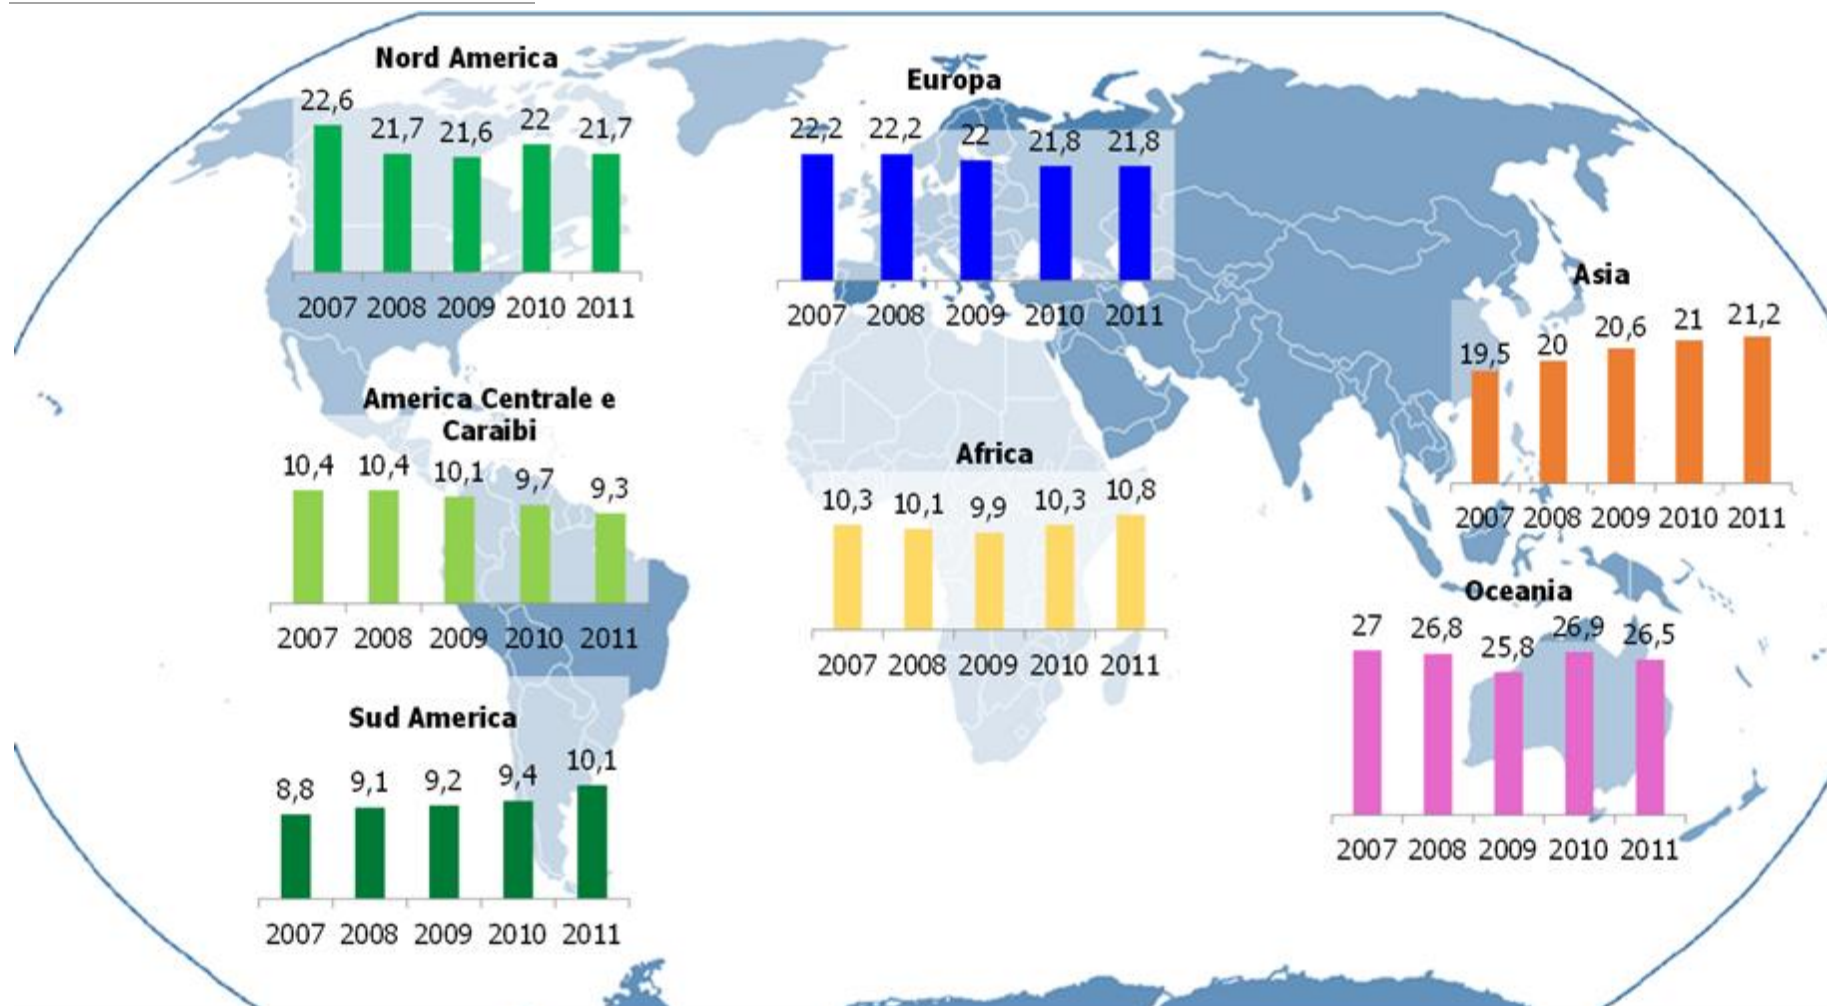 Nord America
22,6 21,7 21,6 22 21,7
2007 2008 2009 2010 2011
Europa
22,2 22,2 22 21,8 21,8
2007 2008 2009 2010 2011
Asia
19,5 20 20,6 21 21,2
2007 2008 2009 2010 2011
America Centrale e
Caraibi
10,4 10,4 10,1 9,7 9,3
2007 2008 2009 2010 2011
Africa
10,3 10,1 9,9 10,3 10,8
2007 2008 2009 2010 2011
Oceania
27 26,8 25,8 26,9 26,5
2007 2008 2009 2010 2011
Sud America
8,8 9,1 9,2 9,4 10,1
2007 2008 2009 2010 2011